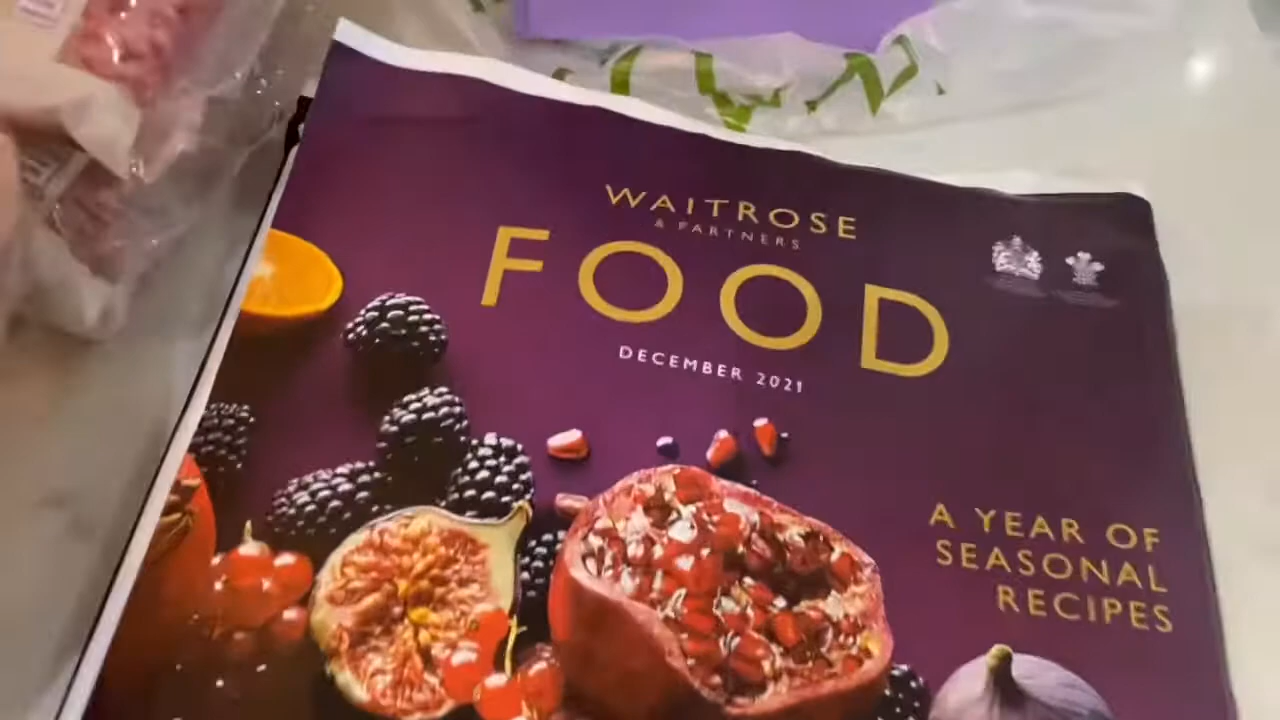 WAITROSE
& PARTNERS
FOOD
DECEMBER 2021
A YEAR OF
SEASONAL
RECIPES